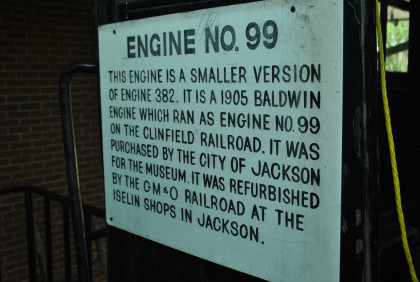 ENGINE NO. 99
THIS ENGINE IS A SMALLER VERSION
OF ENGINE 382. IT IS A 1905 BALDWIN
ENGINE WHICH RAN AS ENGINE NO. 99
ON THE CLINFIELD RAILROAD. IT WAS
PURCHASED BY THE CITY OF JACKSON
FOR THE MUSEUM. IT WAS REFURBISHED
BY THE G·M&O RAILROAD AT THE
ISELIN SHOPS IN JACKSON.